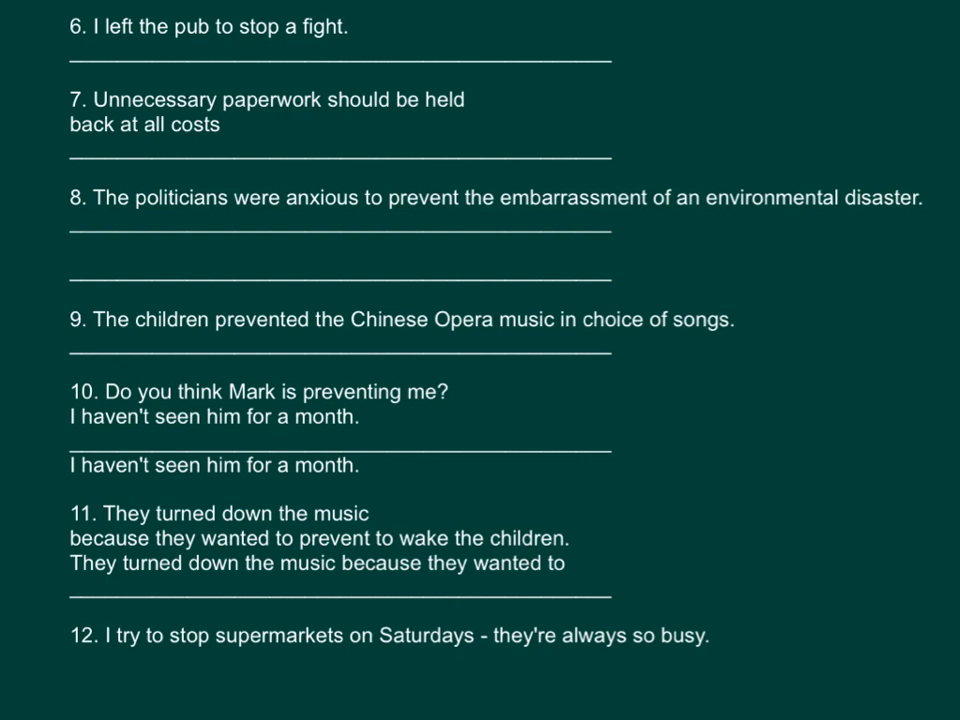 6. I left the pub to stop a fight.
7. Unnecessary paperwork should be held
back at all costs
8. The politicians were anxious to prevent the embarrassment of an environmental disaster.
9. The children prevented the Chinese Opera music in choice of songs.
10. Do you think Mark is preventing me?
I haven't seen him for a month.
I haven't seen him for a month.
11. They turned down the music
because they wanted to prevent to wake the children.
They turned down the music because they wanted to
12. I try to stop supermarkets on Saturdays - they're always so busy.